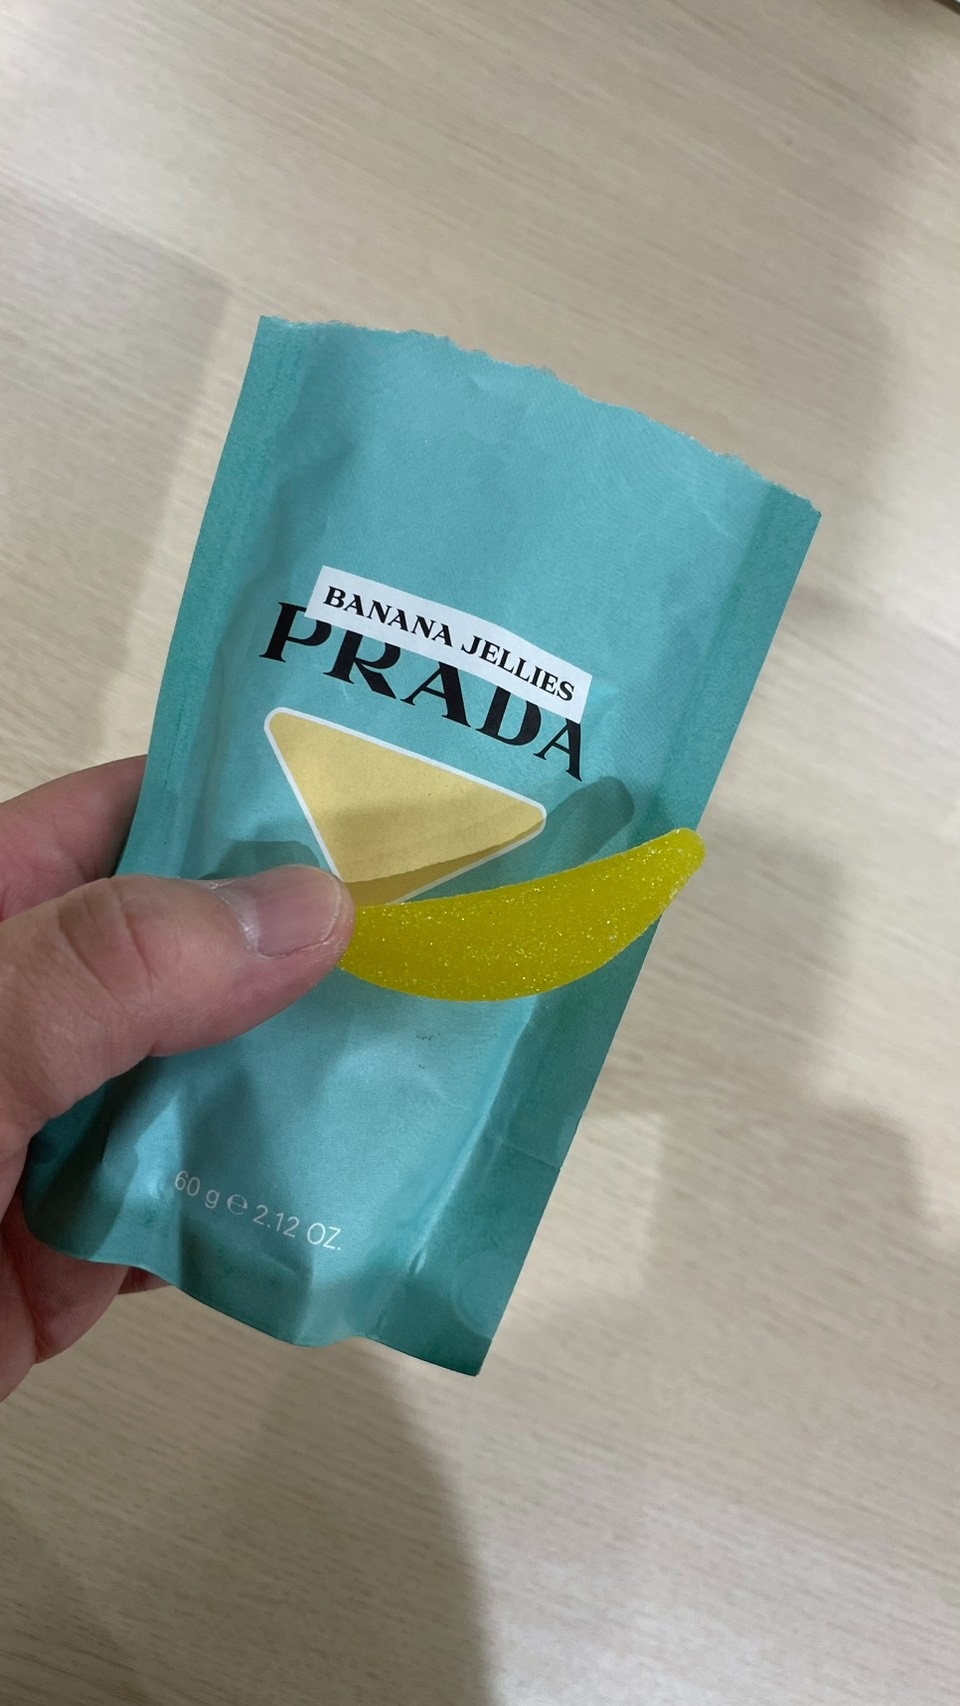 BANANA JELLIES
PRADA
60 g ℮ 2.12 OZ.